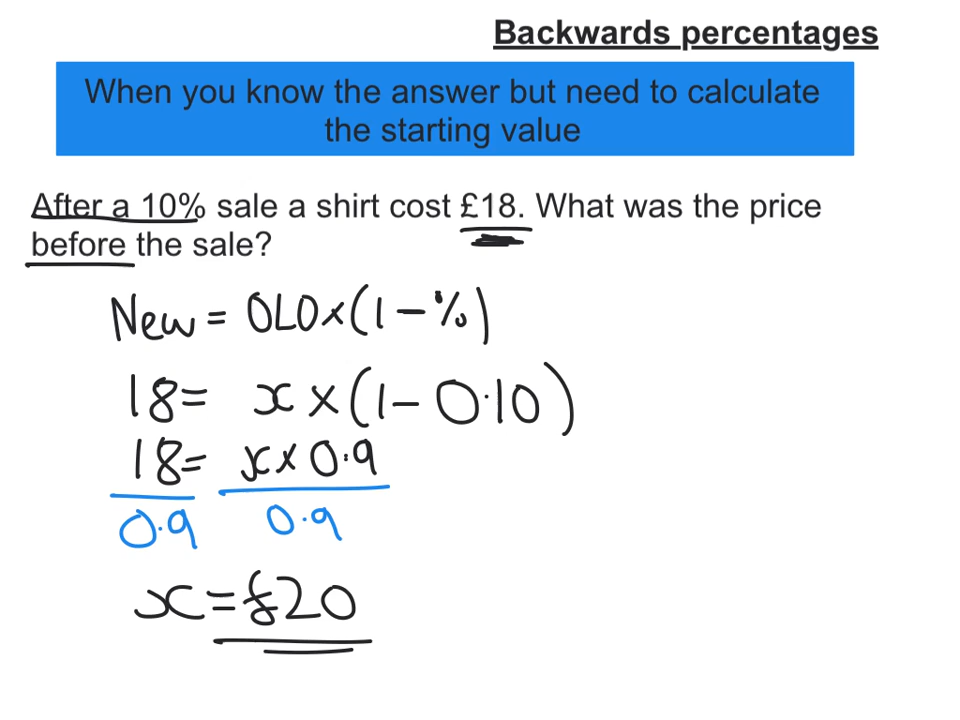 Backwards percentages
When you know the answer but need to calculate
the starting value
After a 10% sale a shirt cost £18. What was the price
before the sale?
New = OLD×(1-%)
18= x×(1-0.10)
18= x×0.9
0.9 0.9
x=£20